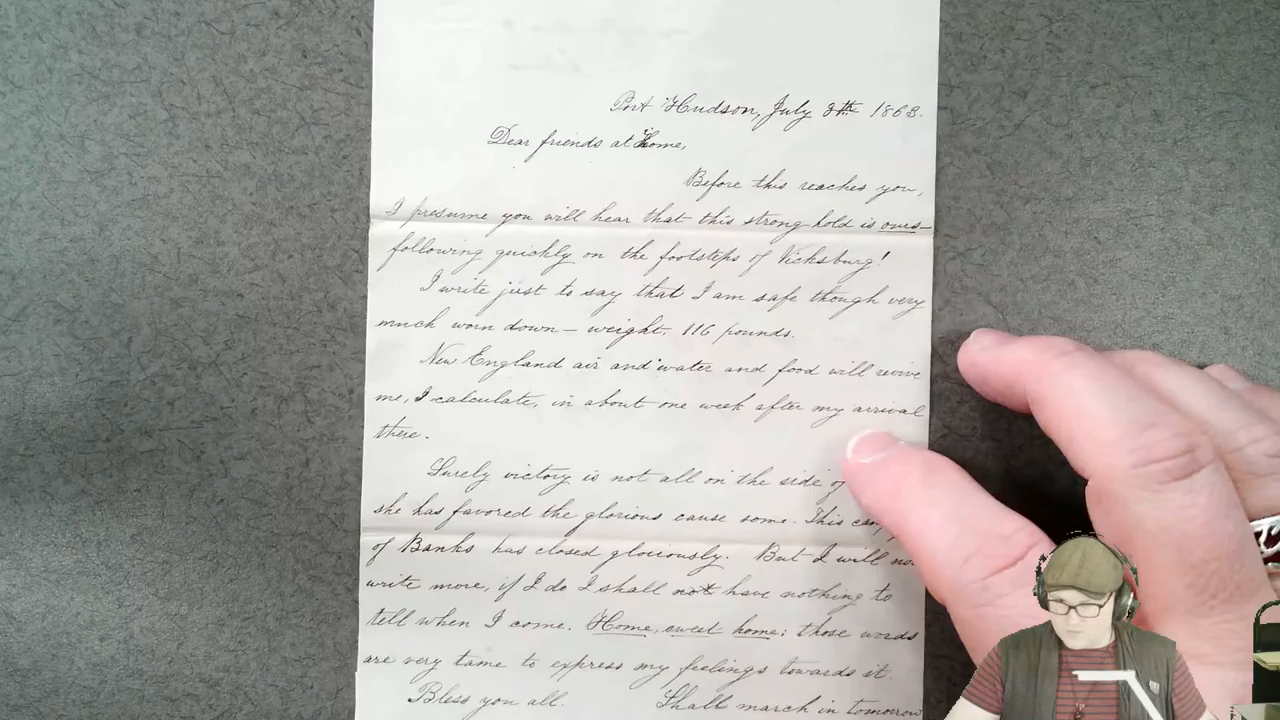 Port Hudson, July 8th 1863.
Dear friends at Home,
Before this reaches you,
I presume you will hear that this strong hold is ours—
following quickly on the footsteps of Vicksburg!
I write just to say that I am safe though very
much worn down — weight, 116 pounds.
New England air and water and food will revive
me, I calculate, in about one week after my arrival
there.
Surely victory is not all on the side of
she has favored the glorious cause some. This
of Banks has closed gloriously. But I will
write more, if I do I shall not have nothing to
tell when I come. Home, sweet home; those words
are very tame to express my feelings towards it.
Bless you all. Shall march in tomorrow